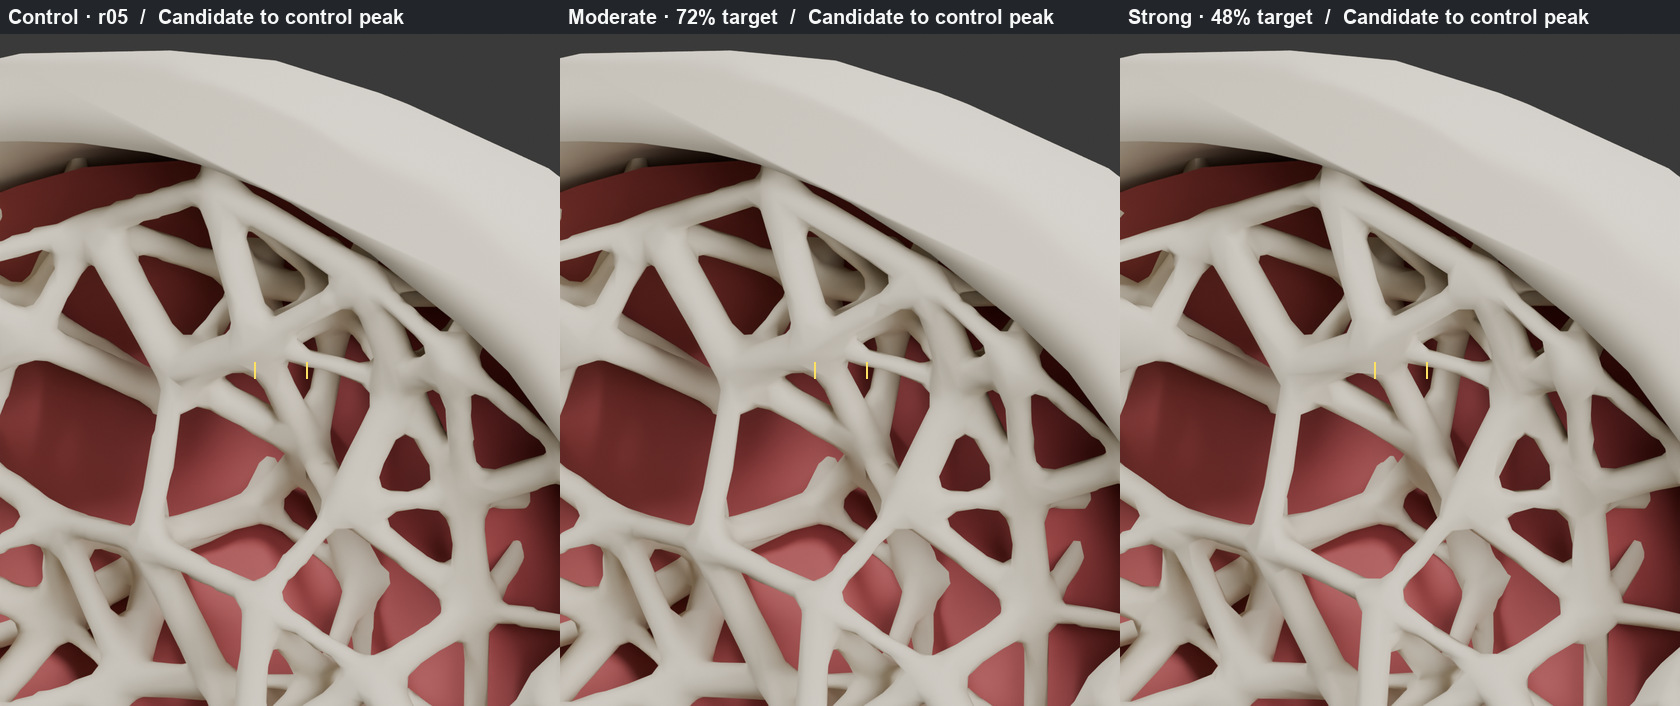 Control · r05 / Candidate to control peak
Moderate · 72% target / Candidate to control peak
Strong · 48% target / Candidate to control peak